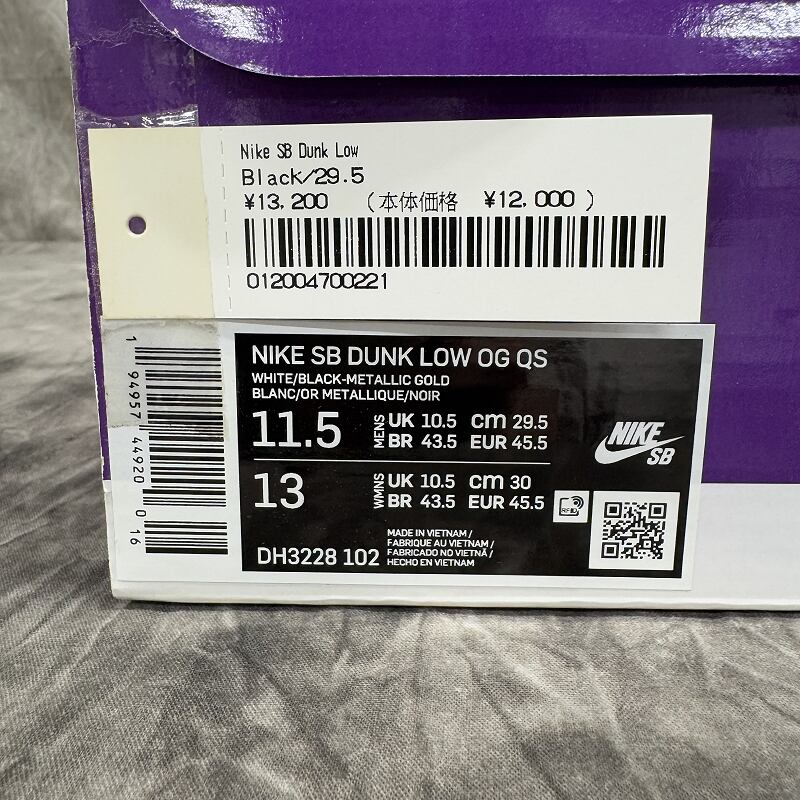 Nike SB Dunk Low
Black/29.5
¥13,200 (本体価格 ¥12,000 )
012004700221
1 94957 44920 0 16
NIKE SB DUNK LOW OG QS
WHITE/BLACK-METALLIC GOLD
BLANC/OR METALLIQUE/NOIR
11.5 MENS UK 10.5 cm 29.5
BR 43.5 EUR 45.5
NIKE
SB
13 WMNS UK 10.5 cm 30
BR 43.5 EUR 45.5
RFID
DH3228 102
MADE IN VIETNAM /
FABRIQUE AU VIETNAM /
FABRICADO NO VIETNÃ /
HECHO EN VIETNAM